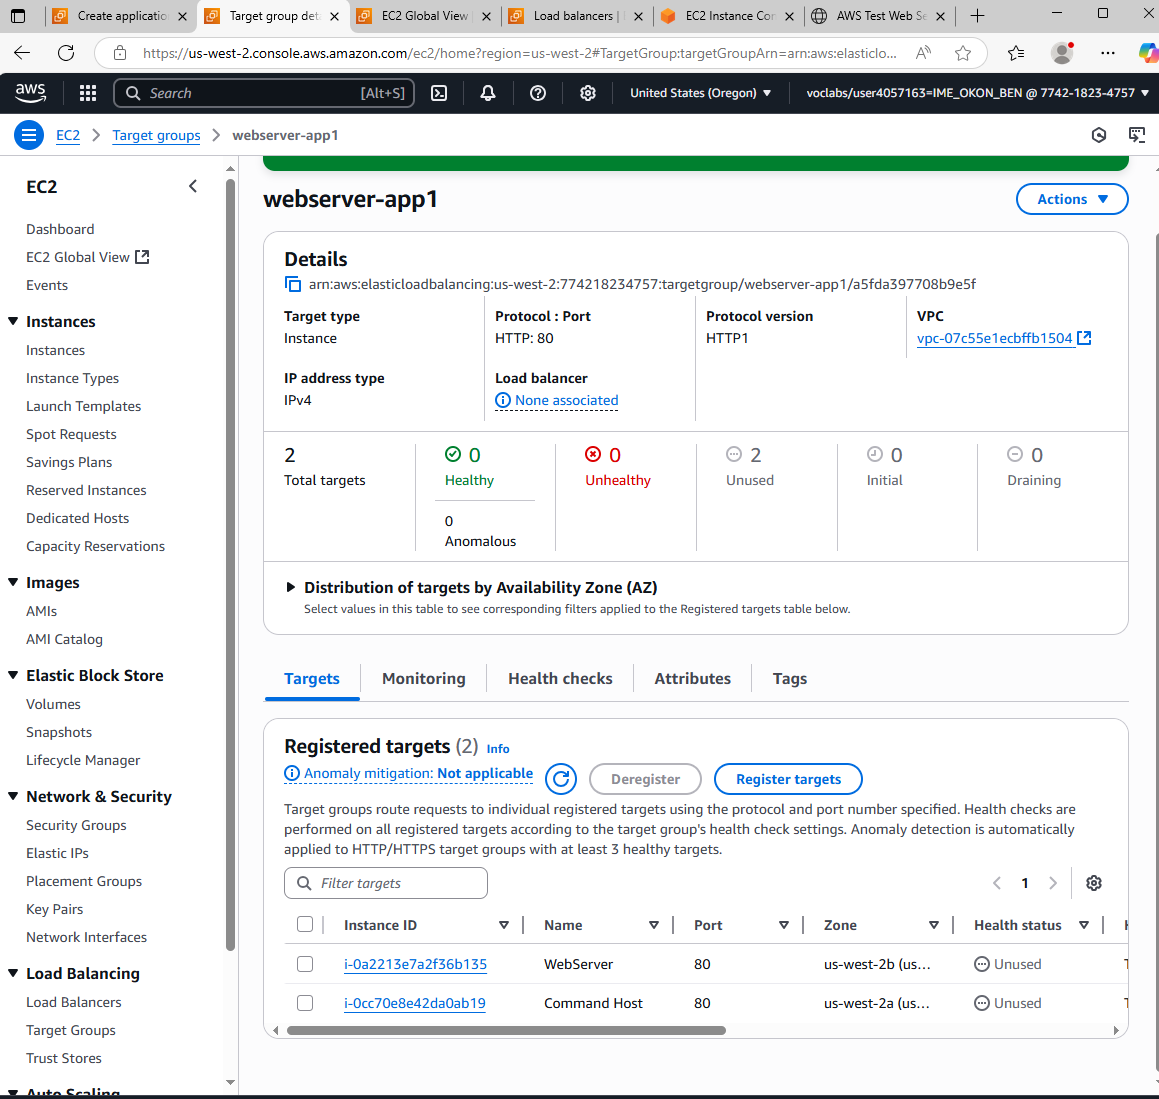 Create application
Target group det
EC2 Global View
Load balancers |
EC2 Instance Con
AWS Test Web Se
https://us-west-2.console.aws.amazon.com/ec2/home?region=us-west-2#TargetGroup:targetGroupArn=arn:aws:elasticlo...
aws
Search
[Alt+S]
United States (Oregon)
voclabs/user4057163=IME_OKON_BEN @ 7742-1823-4757
EC2
Target groups
webserver-app1
EC2
Dashboard
EC2 Global View
Events
Instances
Instances
Instance Types
Launch Templates
Spot Requests
Savings Plans
Reserved Instances
Dedicated Hosts
Capacity Reservations
Images
AMIs
AMI Catalog
Elastic Block Store
Volumes
Snapshots
Lifecycle Manager
Network & Security
Security Groups
Elastic IPs
Placement Groups
Key Pairs
Network Interfaces
Load Balancing
Load Balancers
Target Groups
Trust Stores
Auto Scaling
webserver-app1
Actions
Details
arn:aws:elasticloadbalancing:us-west-2:774218234757:targetgroup/webserver-app1/a5fda397708b9e5f
Target type
Instance
Protocol : Port
HTTP: 80
Protocol version
HTTP1
VPC
vpc-07c55e1ecbffb1504
IP address type
IPv4
Load balancer
None associated
2
Total targets
0
Healthy
0
Anomalous
0
Unhealthy
2
Unused
0
Initial
0
Draining
Distribution of targets by Availability Zone (AZ)
Select values in this table to see corresponding filters applied to the Registered targets table below.
Targets
Monitoring
Health checks
Attributes
Tags
Registered targets (2) Info
Anomaly mitigation: Not applicable
Deregister
Register targets
Target groups route requests to individual registered targets using the protocol and port number specified. Health checks are
performed on all registered targets according to the target group's health check settings. Anomaly detection is automatically
applied to HTTP/HTTPS target groups with at least 3 healthy targets.
Filter targets
1
Instance ID Name Port Zone Health status
i-0a2213e7a2f36b135 WebServer 80 us-west-2b (us... Unused
i-0cc70e8e42da0ab19 Command Host 80 us-west-2a (us... Unused